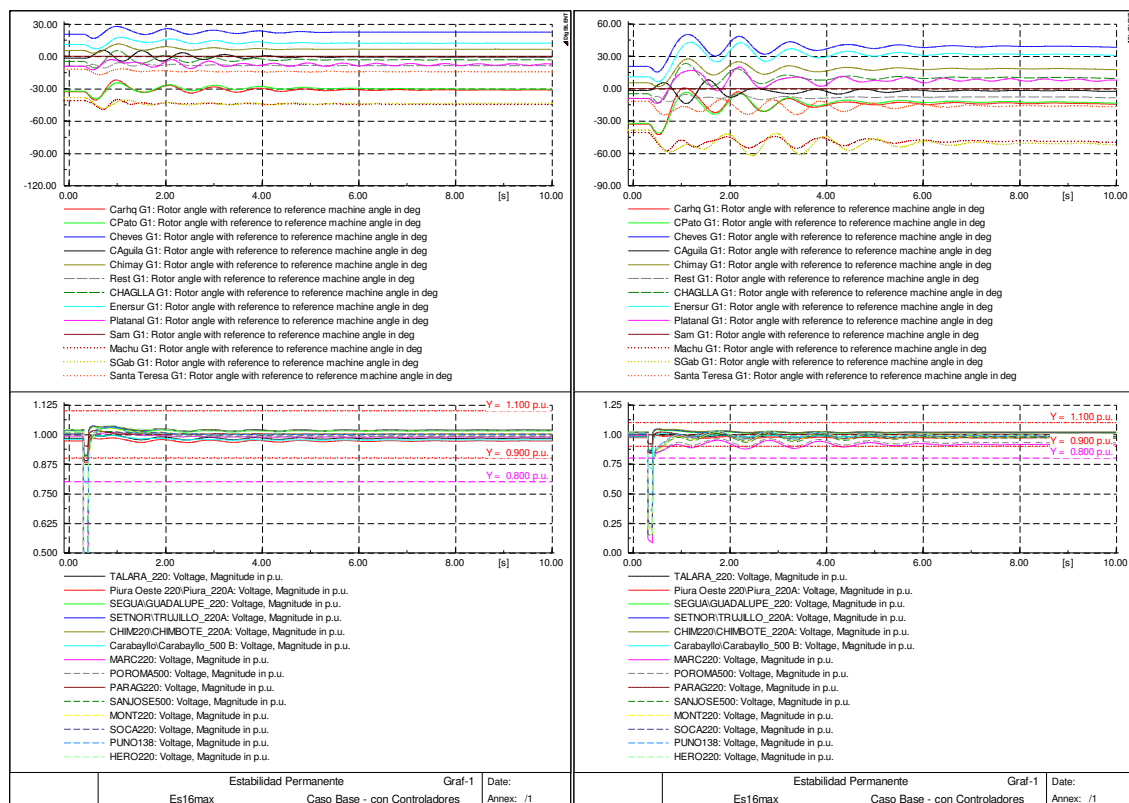 30.00
0.00
-30.00
-60.00
-90.00
-120.00
0.00 2.00 4.00 6.00 [s] 10.00
Carhq G1: Rotor angle with reference to reference machine angle in deg
CPato G1: Rotor angle with reference to reference machine angle in deg
Cheves G1: Rotor angle with reference to reference machine angle in deg
CAguila G1: Rotor angle with reference to reference machine angle in deg
Chimay G1: Rotor angle with reference to reference machine angle in deg
Rest G1: Rotor angle with reference to reference machine angle in deg
CHAGLLA G1: Rotor angle with reference to reference machine angle in deg
Enersur G1: Rotor angle with reference to reference machine angle in deg
Platanal G1: Rotor angle with reference to reference machine angle in deg
Sam G1: Rotor angle with reference to reference machine angle in deg
Machu G1: Rotor angle with reference to reference machine angle in deg
SGab G1: Rotor angle with reference to reference machine angle in deg
Santa Teresa G1: Rotor angle with reference to reference machine angle in deg
1.125
1.000
0.875
0.750
0.625
0.500
Y = 1.100 p.u.
Y = 0.900 p.u.
Y = 0.800 p.u.
0.00 2.00 4.00 6.00 [s] 10.00
TALARA_220: Voltage, Magnitude in p.u.
Piura Oeste 220\Piura_220A: Voltage, Magnitude in p.u.
SEGUA\GUADALUPE_220: Voltage, Magnitude in p.u.
SETNOR\TRUJILLO_220A: Voltage, Magnitude in p.u.
CHIM220\CHIMBOTE_220A: Voltage, Magnitude in p.u.
Carabayllo\Carabayllo_500 B: Voltage, Magnitude in p.u.
MARC220: Voltage, Magnitude in p.u.
POROMA500: Voltage, Magnitude in p.u.
PARAG220: Voltage, Magnitude in p.u.
SANJOSE500: Voltage, Magnitude in p.u.
MONT220: Voltage, Magnitude in p.u.
SOCA220: Voltage, Magnitude in p.u.
PUNO138: Voltage, Magnitude in p.u.
HERO220: Voltage, Magnitude in p.u.
Estabilidad Permanente Graf-1 Date:
Es16max Caso Base - con Controladores Annex: /1
60.00
30.00
0.00
-30.00
-60.00
-90.00
0.00 2.00 4.00 6.00 [s] 10.00
Carhq G1: Rotor angle with reference to reference machine angle in deg
CPato G1: Rotor angle with reference to reference machine angle in deg
Cheves G1: Rotor angle with reference to reference machine angle in deg
CAguila G1: Rotor angle with reference to reference machine angle in deg
Chimay G1: Rotor angle with reference to reference machine angle in deg
Rest G1: Rotor angle with reference to reference machine angle in deg
CHAGLLA G1: Rotor angle with reference to reference machine angle in deg
Enersur G1: Rotor angle with reference to reference machine angle in deg
Platanal G1: Rotor angle with reference to reference machine angle in deg
Sam G1: Rotor angle with reference to reference machine angle in deg
Machu G1: Rotor angle with reference to reference machine angle in deg
SGab G1: Rotor angle with reference to reference machine angle in deg
Santa Teresa G1: Rotor angle with reference to reference machine angle in deg
1.25
1.00
0.75
0.50
0.25
0.00
Y = 1.100 p.u.
Y = 0.900 p.u.
Y = 0.800 p.u.
0.00 2.00 4.00 6.00 [s] 10.00
TALARA_220: Voltage, Magnitude in p.u.
Piura Oeste 220\Piura_220A: Voltage, Magnitude in p.u.
SEGUA\GUADALUPE_220: Voltage, Magnitude in p.u.
SETNOR\TRUJILLO_220A: Voltage, Magnitude in p.u.
CHIM220\CHIMBOTE_220A: Voltage, Magnitude in p.u.
Carabayllo\Carabayllo_500 B: Voltage, Magnitude in p.u.
MARC220: Voltage, Magnitude in p.u.
POROMA500: Voltage, Magnitude in p.u.
PARAG220: Voltage, Magnitude in p.u.
SANJOSE500: Voltage, Magnitude in p.u.
MONT220: Voltage, Magnitude in p.u.
SOCA220: Voltage, Magnitude in p.u.
PUNO138: Voltage, Magnitude in p.u.
HERO220: Voltage, Magnitude in p.u.
Estabilidad Permanente Graf-1 Date:
Es16max Caso Base - con Controladores Annex: /1